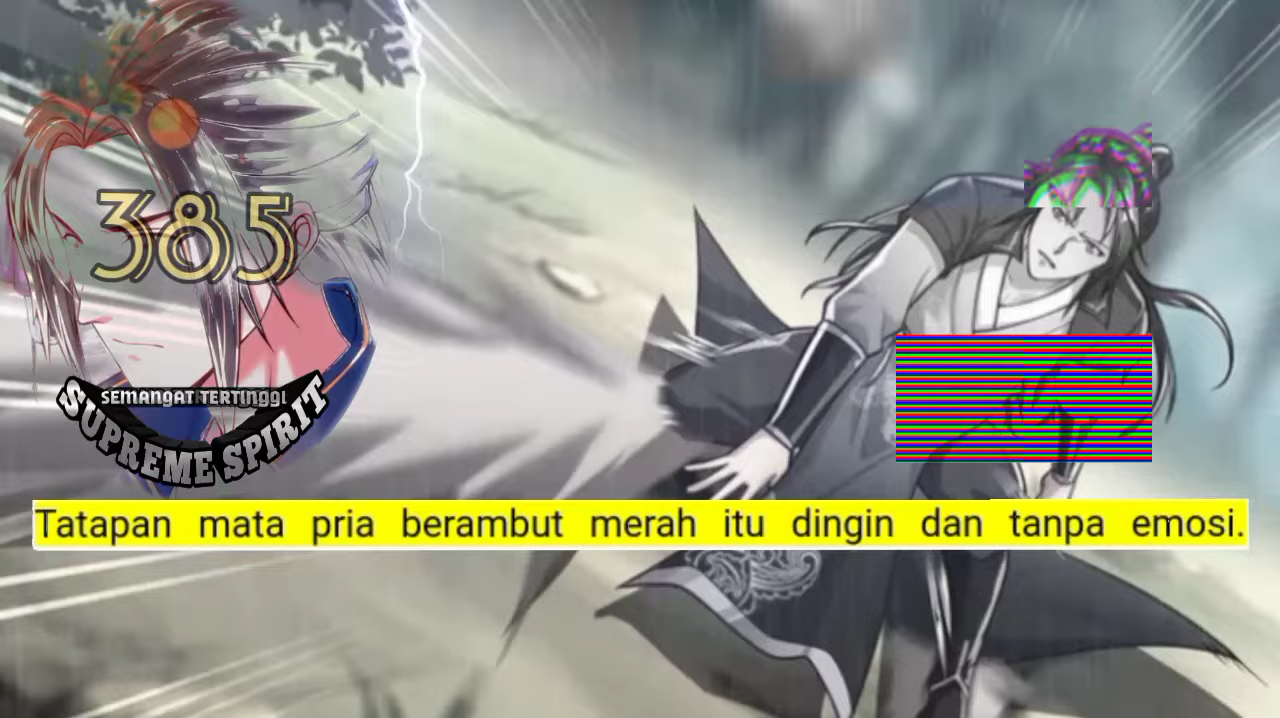 385
SEMANGAT TERTINGGI
SUPREME SPIRIT
Tatapan mata pria berambut merah itu dingin dan tanpa emosi.